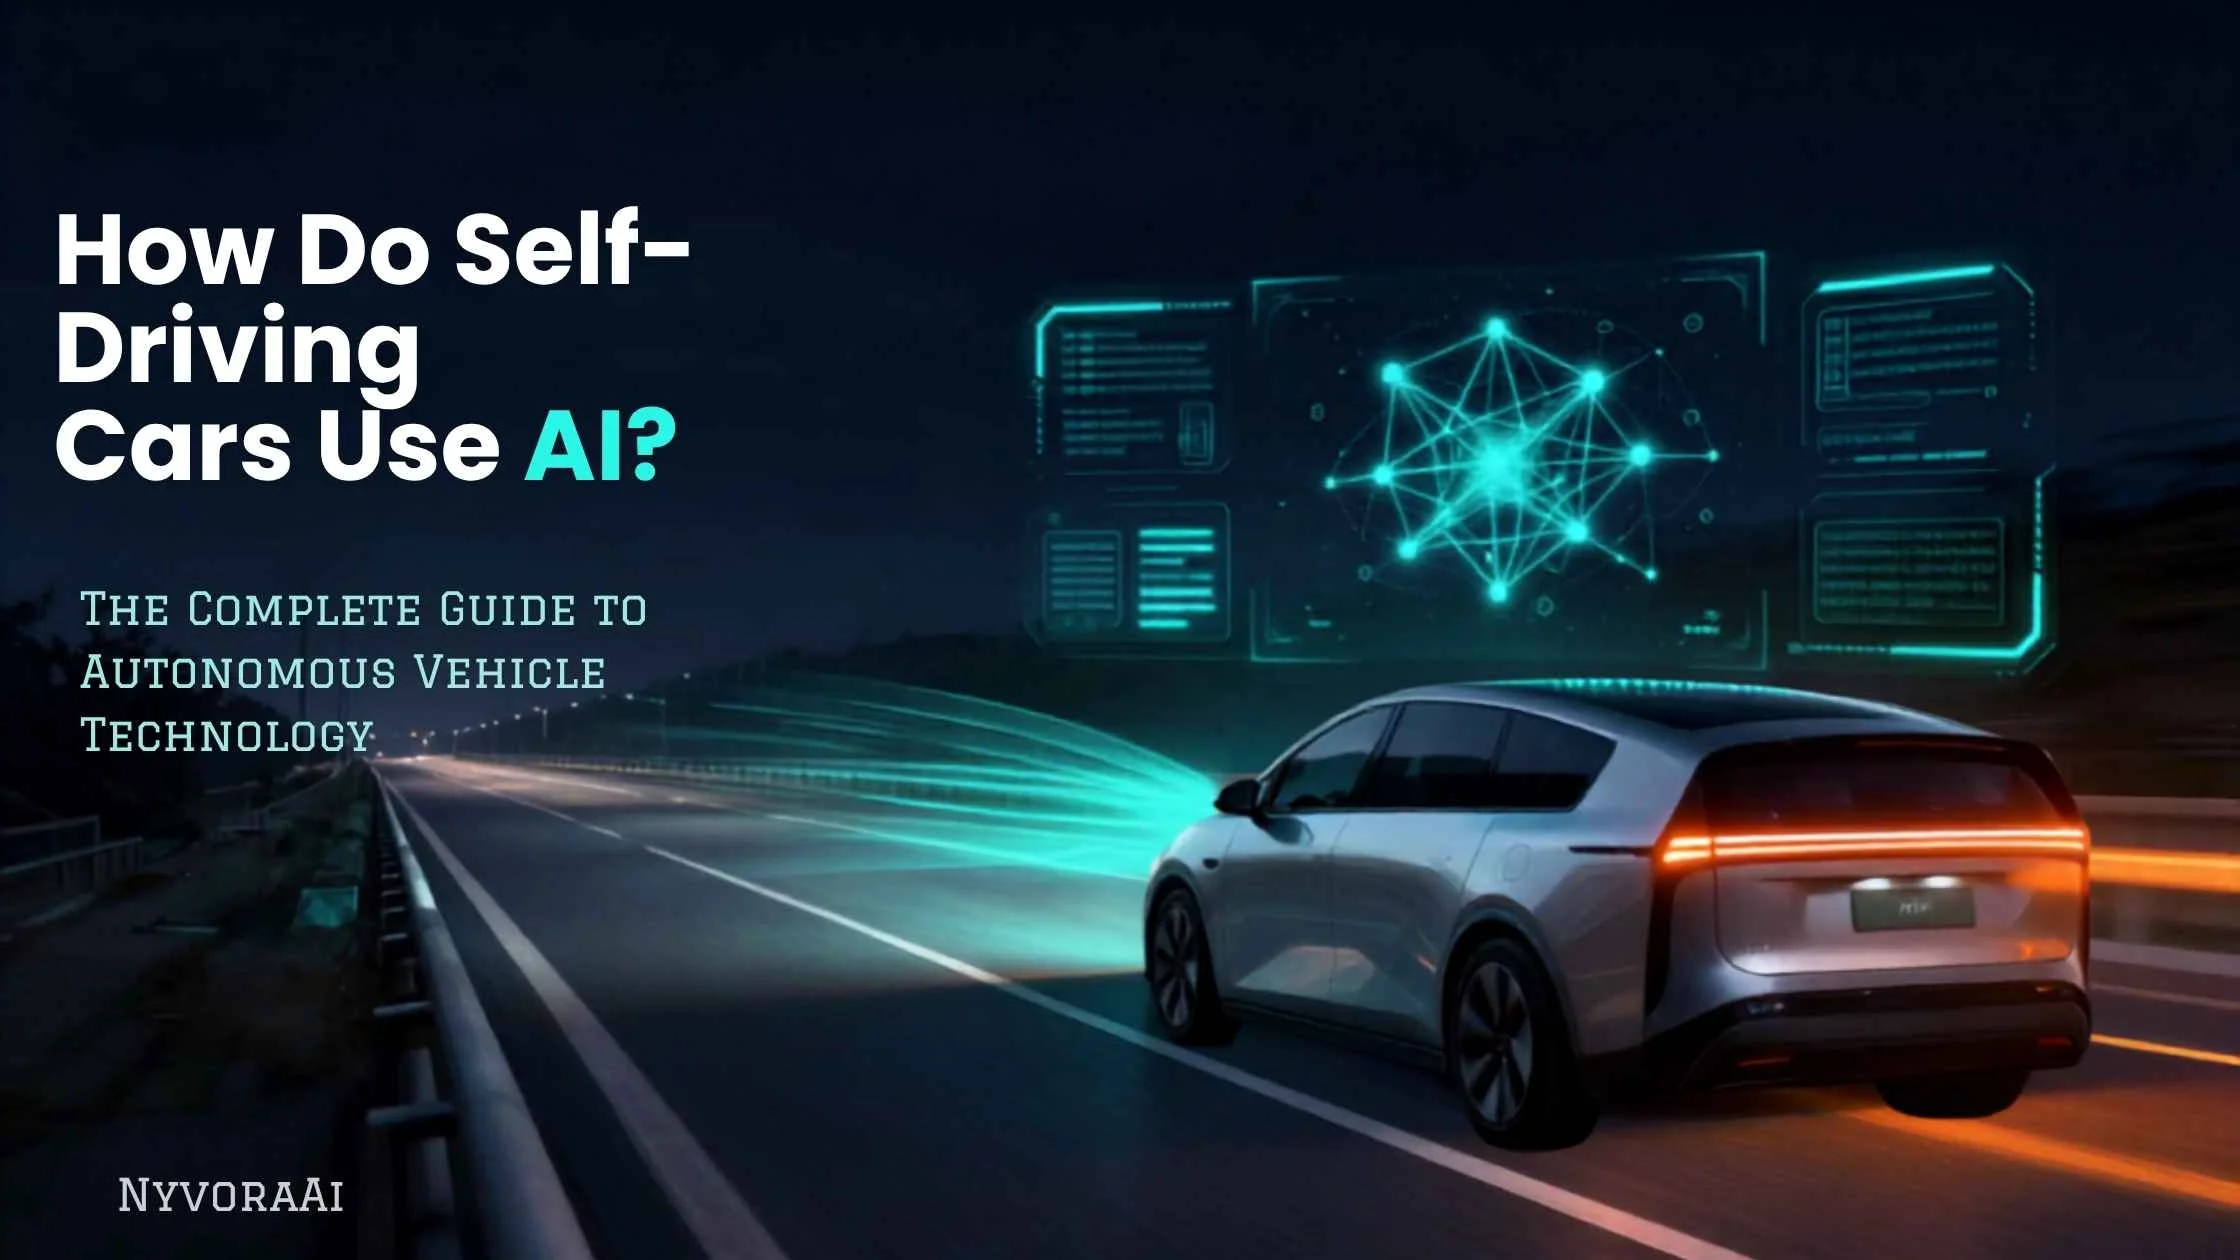 How Do Self-
Driving
Cars Use AI?
The Complete Guide to
Autonomous Vehicle
Technology
NyvoraAi